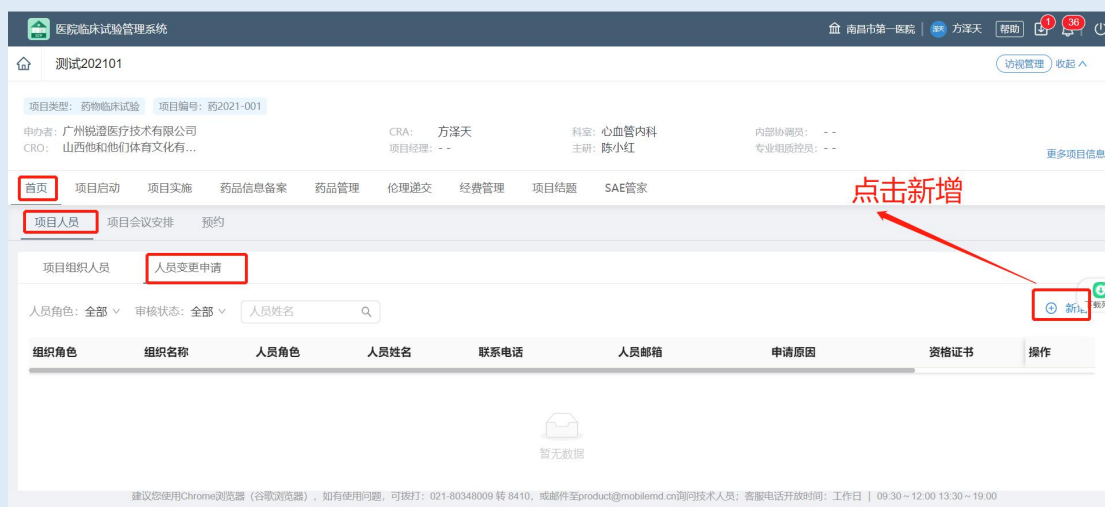 医院临床试验管理系统 南昌市第一医院 | 泽天 方泽天 帮助 1 36
测试202101 访视管理 收起
项目类型: 药物临床试验 项目编号: 药2021-001
申办者: 广州锐澄医疗技术有限公司 CRA: 方泽天 科室: 心血管内科 内部协调员: - -
CRO: 山西他和他们体育文化有... 项目经理: - - 主研: 陈小红 专业组质控员: - -
更多项目信息
首页 项目启动 项目实施 药品信息备案 药品管理 伦理递交 经费管理 项目结题 SAE管家
点击新增
项目人员 项目会议安排 预约
项目组织人员 人员变更申请
人员角色: 全部 审核状态: 全部 人员姓名 新增
组织角色 组织名称 人员角色 人员姓名 联系电话 人员邮箱 申请原因 资格证书 操作
暂无数据
建议您使用Chrome浏览器（谷歌浏览器），如有使用问题，可拨打：021-80348009 转 8410，或邮件至product@mobilemd.cn询问技术人员；客服电话开放时间：工作日 | 09:30～12:00 13:30～19:00